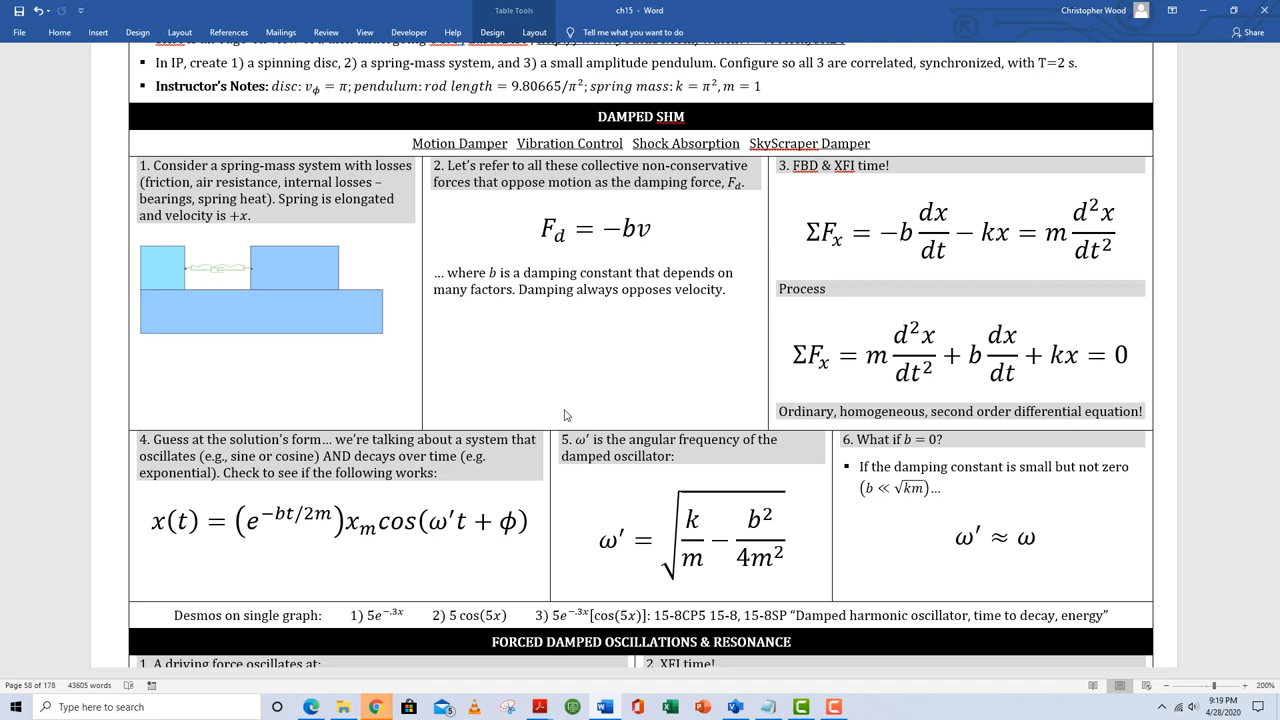 Table Tools
ch15 - Word
Christopher Wood
File Home Insert Draw Design Layout References Mailings Review View Developer Help Design Layout Tell me what you want to do Share
In IP, create 1) a spinning disc, 2) a spring-mass system, and 3) a small amplitude pendulum. Configure so all 3 are correlated, synchronized, with T=2 s.
Instructor's Notes: disc: v_ϕ = π; pendulum: rod length = 9.80665/π²; spring mass: k = π², m = 1
DAMPED SHM
Motion Damper Vibration Control Shock Absorption SkyScraper Damper
1. Consider a spring-mass system with losses
(friction, air resistance, internal losses –
bearings, spring heat). Spring is elongated
and velocity is +x.
2. Let's refer to all these collective non-conservative
forces that oppose motion as the damping force, F_d.
F_d = −bv
… where b is a damping constant that depends on
many factors. Damping always opposes velocity.
3. FBD & XFI time!
ΣF_x = −b dx/dt − kx = m d²x/dt²
Process
ΣF_x = m d²x/dt² + b dx/dt + kx = 0
Ordinary, homogeneous, second order differential equation!
4. Guess at the solution's form… we're talking about a system that
oscillates (e.g., sine or cosine) AND decays over time (e.g.
exponential). Check to see if the following works:
x(t) = (e^(−bt/2m))x_m cos(ω′t + ϕ)
5. ω′ is the angular frequency of the
damped oscillator:
ω′ = √(k/m − b²/4m²)
6. What if b = 0?
If the damping constant is small but not zero
(b ≪ √km)…
ω′ ≈ ω
Desmos on single graph: 1) 5e^(−.3x) 2) 5 cos(5x) 3) 5e^(−.3x)[cos(5x)]: 15-8CP5 15-8, 15-8SP "Damped harmonic oscillator, time to decay, energy"
FORCED DAMPED OSCILLATIONS & RESONANCE
1. A driving force oscillates at:
2. XFI time!
Page 58 of 178 43605 words 200%
Type here to search
9:19 PM
4/28/2020